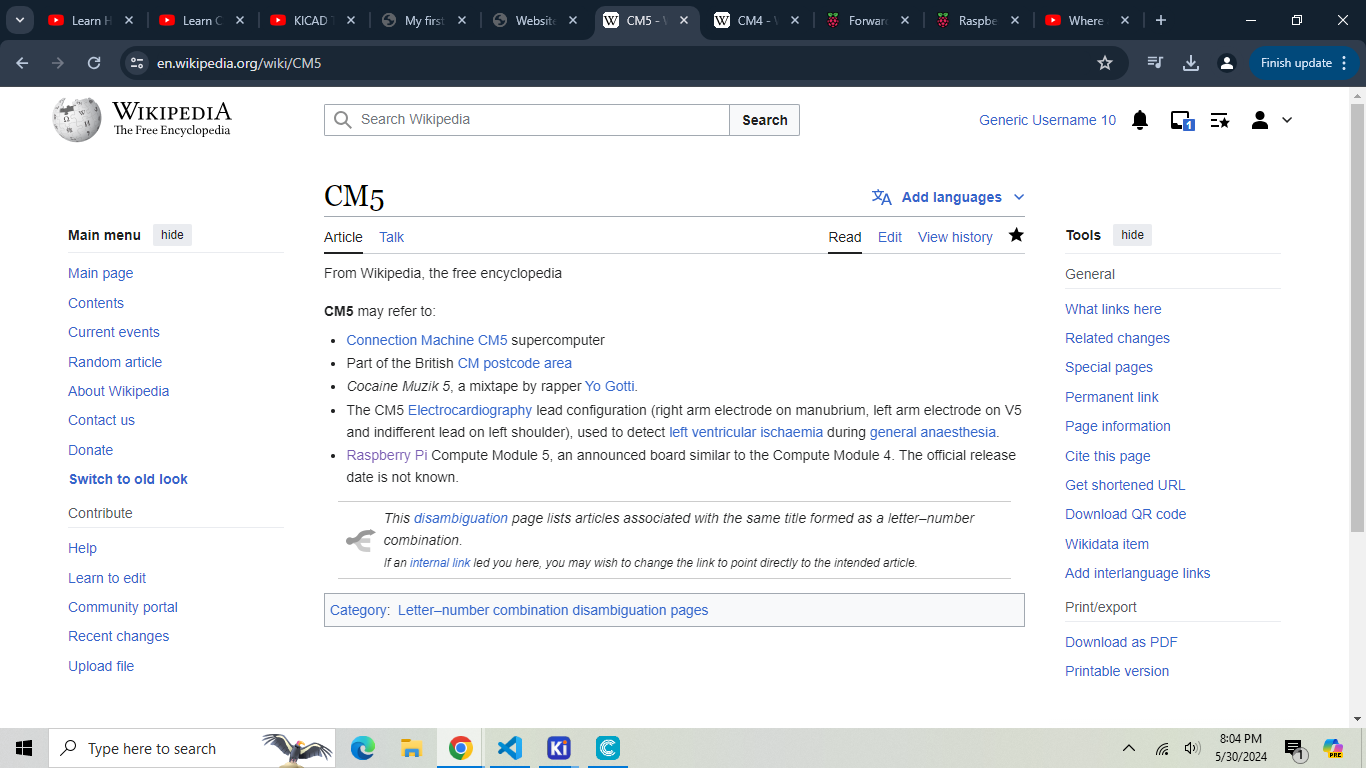 Learn H
Learn C
KICAD T
My first
Website
CM5 - W
CM4 - W
Forward
Raspbe
Where
en.wikipedia.org/wiki/CM5
Finish update
WIKIPEDIA
The Free Encyclopedia
Search Wikipedia
Search
Generic Username 10
1
CM5
Add languages
Main menu hide
Article Talk
Read Edit View history
Tools hide
From Wikipedia, the free encyclopedia
CM5 may refer to:
• Connection Machine CM5 supercomputer
• Part of the British CM postcode area
• Cocaine Muzik 5, a mixtape by rapper Yo Gotti.
• The CM5 Electrocardiography lead configuration (right arm electrode on manubrium, left arm electrode on V5
and indifferent lead on left shoulder), used to detect left ventricular ischaemia during general anaesthesia.
• Raspberry Pi Compute Module 5, an announced board similar to the Compute Module 4. The official release
date is not known.
This disambiguation page lists articles associated with the same title formed as a letter–number
combination.
If an internal link led you here, you may wish to change the link to point directly to the intended article.
Category: Letter–number combination disambiguation pages
Main page
Contents
Current events
Random article
About Wikipedia
Contact us
Donate
Switch to old look
Contribute
Help
Learn to edit
Community portal
Recent changes
Upload file
General
What links here
Related changes
Special pages
Permanent link
Page information
Cite this page
Get shortened URL
Download QR code
Wikidata item
Add interlanguage links
Print/export
Download as PDF
Printable version
Type here to search
Ki
C
8:04 PM
5/30/2024
1
PRE